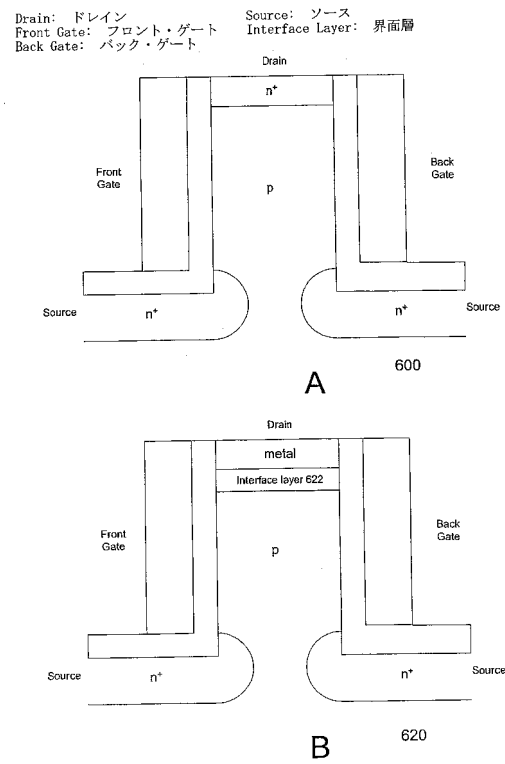 Drain: ドレイン Source: ソース
Front Gate: フロント・ゲート Interface Layer: 界面層
Back Gate: バック・ゲート
Drain
n+
Front
Gate
p
Back
Gate
Source
n+
n+
Source
A
600
Drain
metal
Interface layer 622
Front
Gate
p
Back
Gate
Source
n+
n+
Source
B
620